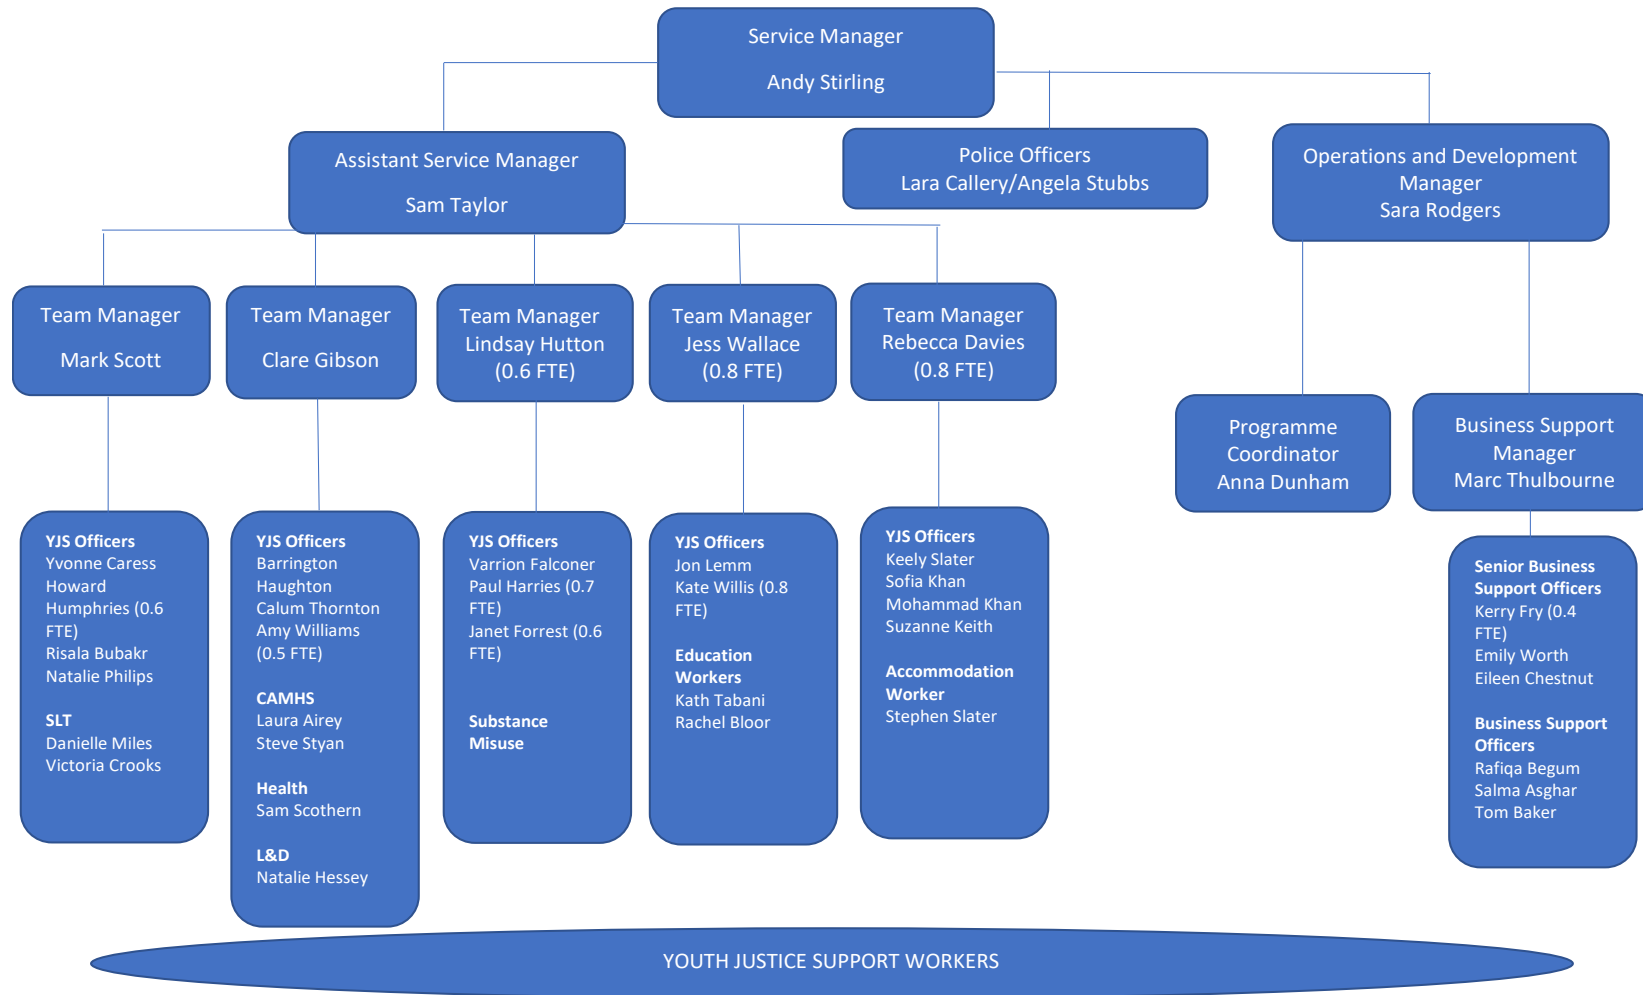 Service Manager
Andy Stirling
Assistant Service Manager
Sam Taylor
Police Officers
Lara Callery/Angela Stubbs
Operations and Development
Manager
Sara Rodgers
Team Manager
Mark Scott
Team Manager
Clare Gibson
Team Manager
Lindsay Hutton
(0.6 FTE)
Team Manager
Jess Wallace
(0.8 FTE)
Team Manager
Rebecca Davies
(0.8 FTE)
Programme
Coordinator
Anna Dunham
Business Support
Manager
Marc Thulbourne
YJS Officers
Yvonne Caress
Howard
Humphries (0.6
FTE)
Risala Bubakr
Natalie Philips
SLT
Danielle Miles
Victoria Crooks
YJS Officers
Barrington
Haughton
Calum Thornton
Amy Williams
(0.5 FTE)
CAMHS
Laura Airey
Steve Styan
Health
Sam Scothern
L&D
Natalie Hessey
YJS Officers
Varrion Falconer
Paul Harries (0.7
FTE)
Janet Forrest (0.6
FTE)
Substance
Misuse
YJS Officers
Jon Lemm
Kate Willis (0.8
FTE)
Education
Workers
Kath Tabani
Rachel Bloor
YJS Officers
Keely Slater
Sofia Khan
Mohammad Khan
Suzanne Keith
Accommodation
Worker
Stephen Slater
Senior Business
Support Officers
Kerry Fry (0.4
FTE)
Emily Worth
Eileen Chestnut
Business Support
Officers
Rafiqa Begum
Salma Asghar
Tom Baker
YOUTH JUSTICE SUPPORT WORKERS